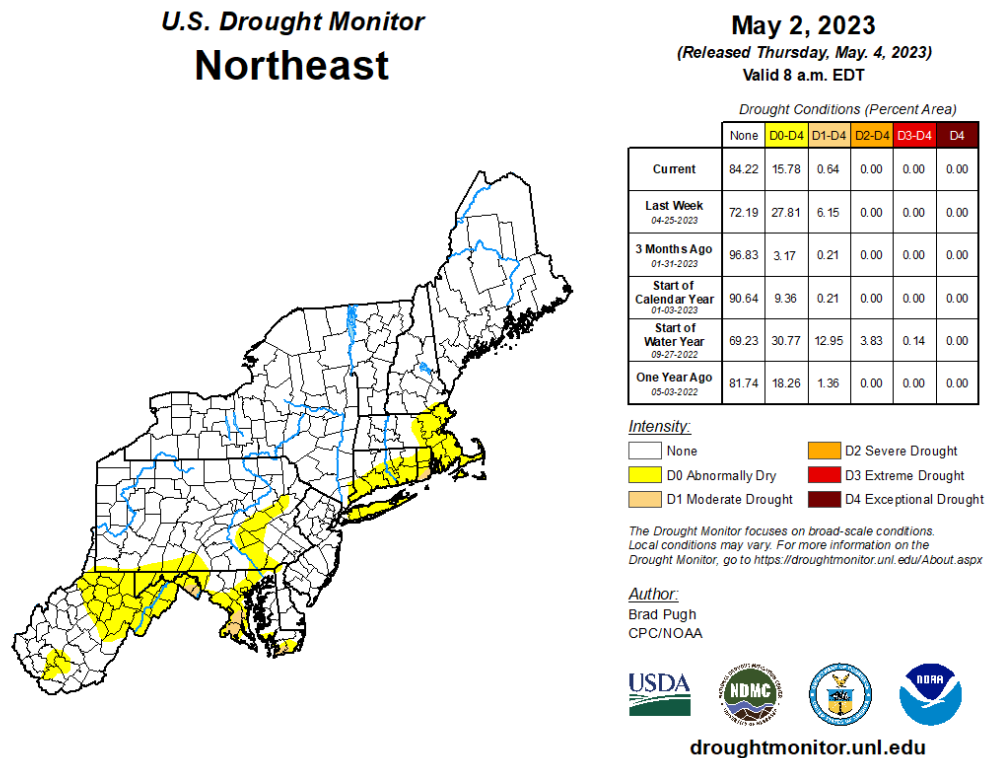 U.S. Drought Monitor
Northeast
May 2, 2023
(Released Thursday, May. 4, 2023)
Valid 8 a.m. EDT
Drought Conditions (Percent Area)
None D0-D4 D1-D4 D2-D4 D3-D4 D4
Current 84.22 15.78 0.64 0.00 0.00 0.00
Last Week
04-25-2023 72.19 27.81 6.15 0.00 0.00 0.00
3 Months Ago
01-31-2023 96.83 3.17 0.21 0.00 0.00 0.00
Start of
Calendar Year
01-03-2023 90.64 9.36 0.21 0.00 0.00 0.00
Start of
Water Year
09-27-2022 69.23 30.77 12.95 3.83 0.14 0.00
One Year Ago
05-03-2022 81.74 18.26 1.36 0.00 0.00 0.00
Intensity:
None
D0 Abnormally Dry
D1 Moderate Drought
D2 Severe Drought
D3 Extreme Drought
D4 Exceptional Drought
The Drought Monitor focuses on broad-scale conditions.
Local conditions may vary. For more information on the
Drought Monitor, go to https://droughtmonitor.unl.edu/About.aspx
Author:
Brad Pugh
CPC/NOAA
USDA
NDMC
NOAA
droughtmonitor.unl.edu